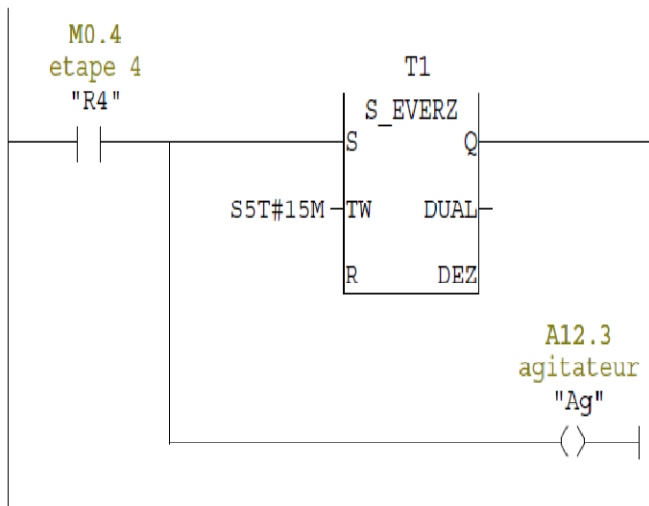 M0.4
etape 4
"R4"
T1
S_EVERZ
S Q
S5T#15M TW DUAL
R DEZ
A12.3
agitateur
"Ag"